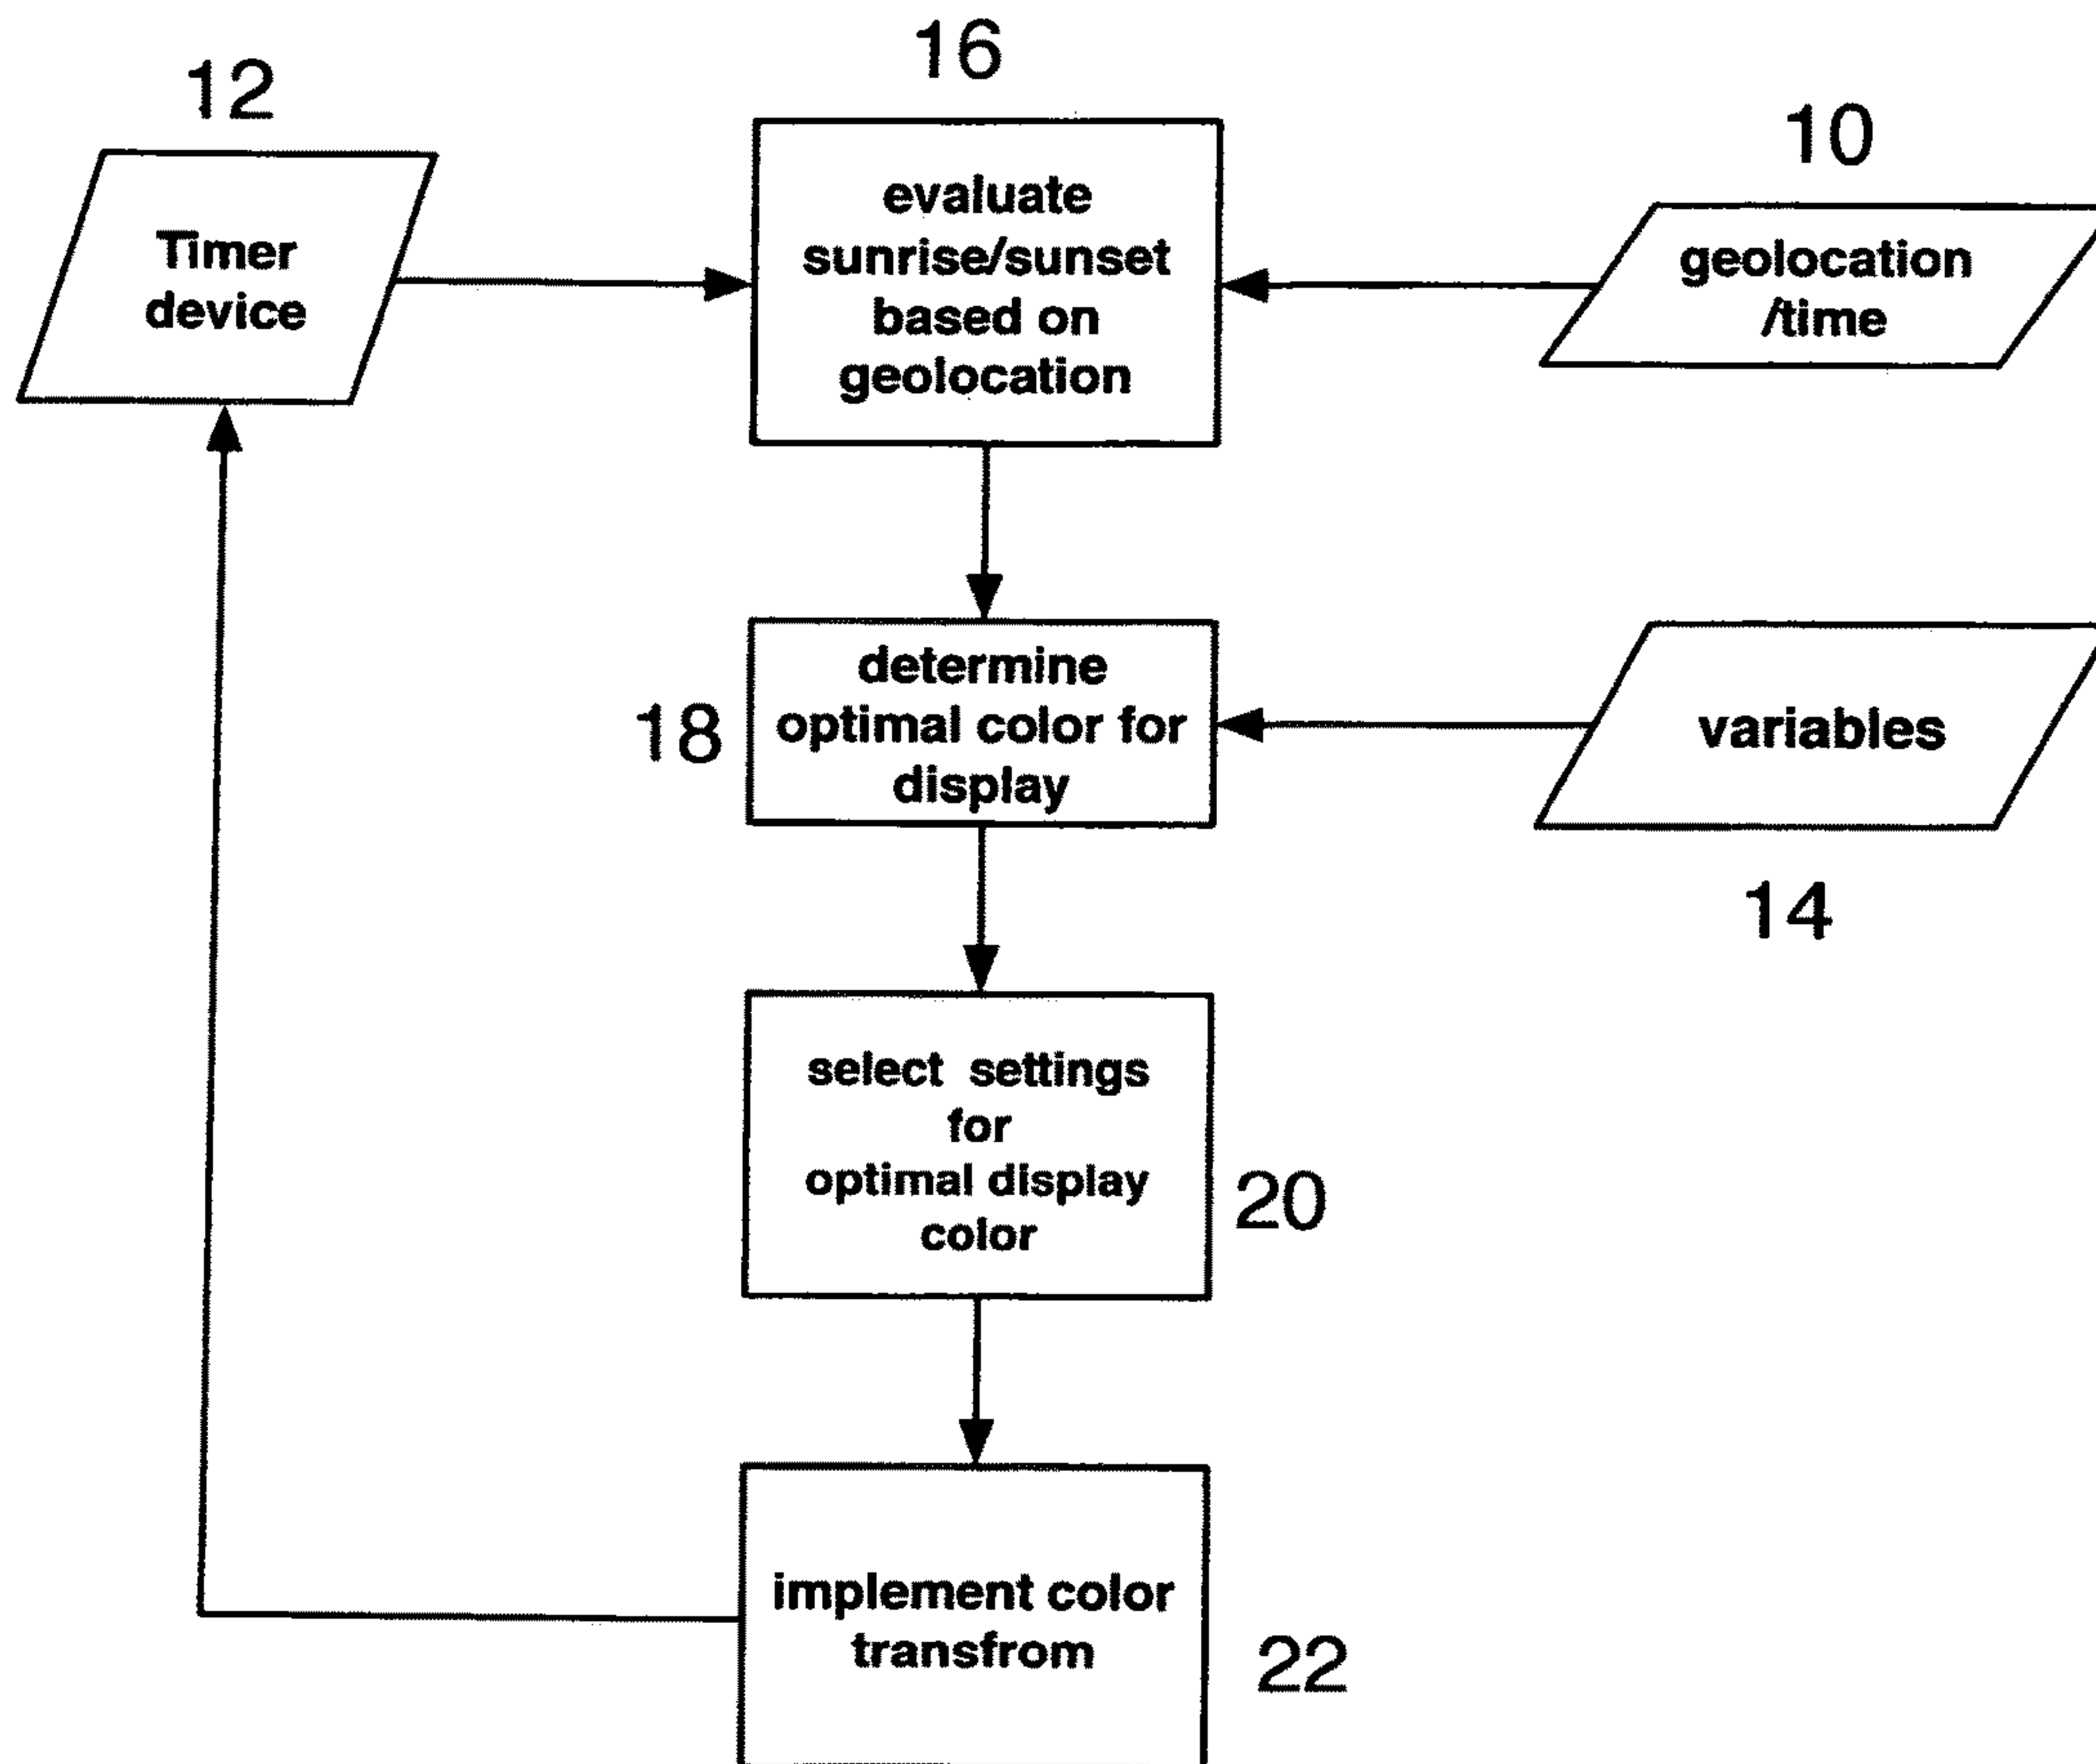 16
12
10
evaluate
sunrise/sunset
based on
geolocation
Timer
device
geolocation
/time
18
determine
optimal color for
display
variables
14
select settings
for
optimal display
color
20
implement color
transfrom
22